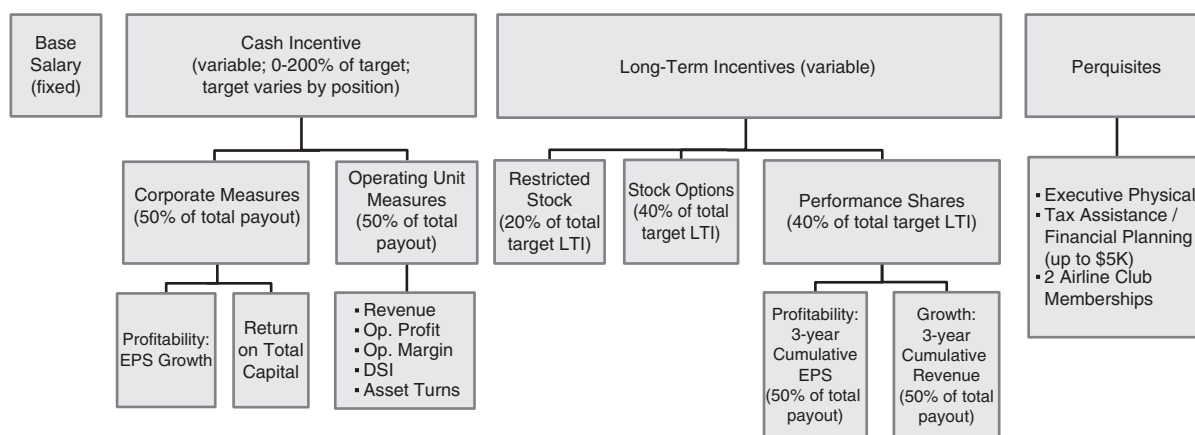 Base
Salary
(fixed)
Cash Incentive
(variable; 0-200% of target;
target varies by position)
Long-Term Incentives (variable)
Perquisites
Corporate Measures
(50% of total payout)
Operating Unit
Measures
(50% of total
payout)
Restricted
Stock
(20% of total
target LTI)
Stock Options
(40% of total
target LTI)
Performance Shares
(40% of total target LTI)
▪ Executive Physical
▪ Tax Assistance /
Financial Planning
(up to $5K)
▪ 2 Airline Club
Memberships
Profitability:
EPS Growth
Return
on Total
Capital
▪ Revenue
▪ Op. Profit
▪ Op. Margin
▪ DSI
▪ Asset Turns
Profitability:
3-year
Cumulative
EPS
(50% of total
payout)
Growth:
3-year
Cumulative
Revenue
(50% of total
payout)